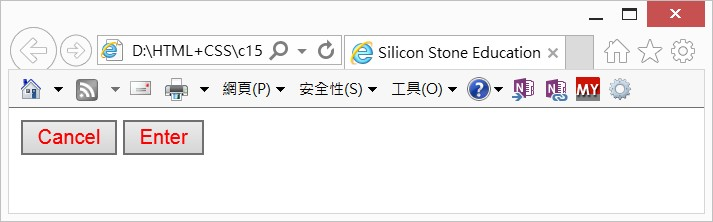 D:\HTML+CSS\c15
Silicon Stone Education
網頁(P) 安全性(S) 工具(O) ? MY
Cancel Enter